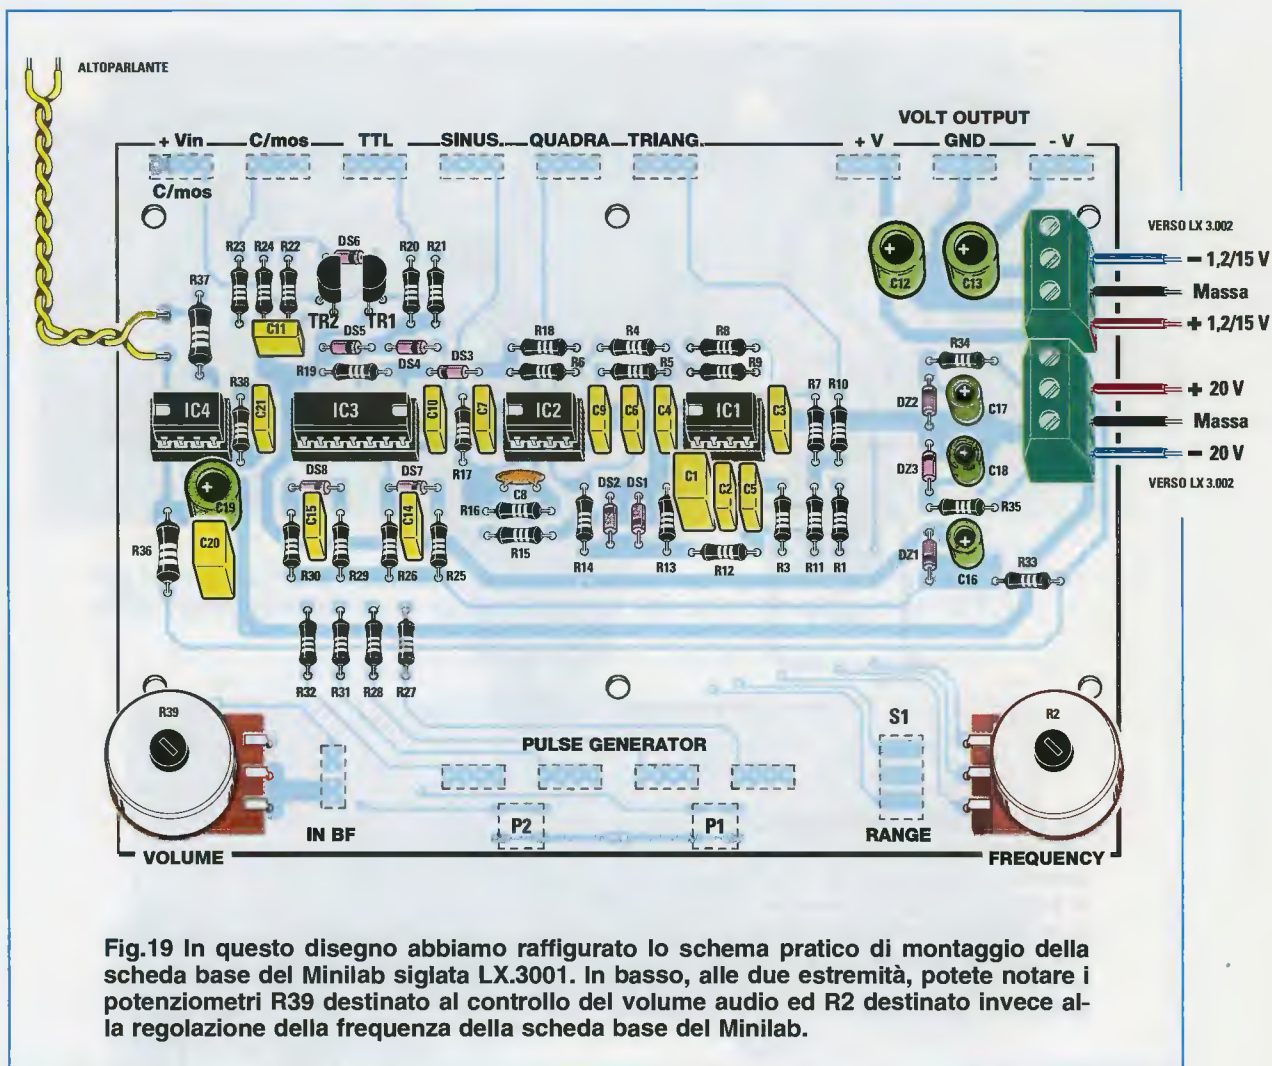 ALTOPARLANTE
VOLT OUTPUT
+ Vin C/mos TTL SINUS. QUADRA TRIANG. + V GND - V
C/mos
VERSO LX 3.002
− 1,2/15 V
Massa
+ 1,2/15 V
+ 20 V
Massa
− 20 V
VERSO LX 3.002
R37
R23 R24 R22 DS6 R20 R21
C12 C13
TR2 TR1
C11
DS5 DS4 DS3
R19
R18 R4 R8
R6 R5 R9
R34
R38
IC4 C21 IC3 C10 C7 IC2 C9 C6 C4 IC1 C3 R7 R10
DZ2 C17
R17
DZ3 C18
DS8 DS7
C8
C1 C2 C5
DS2 DS1
C19
R16
R35
C15 C14
R36 C20
R15
DZ1
R30 R29 R26 R25
R14 R13 R12 R3 R11 R1
C16 R33
R32 R31 R28 R27
R39
S1
R2
PULSE GENERATOR
P2 P1
IN BF
RANGE
VOLUME
FREQUENCY
Fig.19 In questo disegno abbiamo raffigurato lo schema pratico di montaggio della
scheda base del Minilab siglata LX.3001. In basso, alle due estremità, potete notare i
potenziometri R39 destinato al controllo del volume audio ed R2 destinato invece al-
la regolazione della frequenza della scheda base del Minilab.